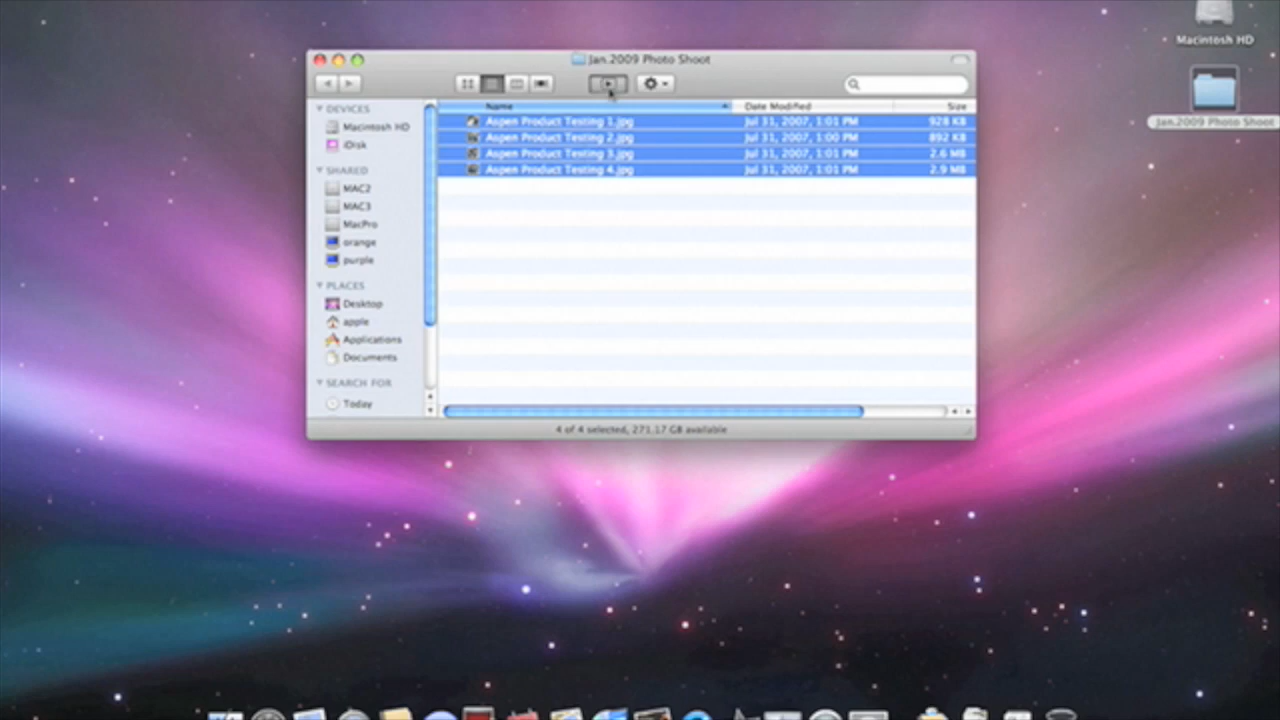 Macintosh HD
Jan.2009 Photo Shoot
Jan.2009 Photo Shoot
Name Date Modified Size
DEVICES
Macintosh HD
iDisk
SHARED
MAC2
MAC3
MacPro
orange
purple
PLACES
Desktop
apple
Applications
Documents
SEARCH FOR
Today
Aspen Product Testing 1.jpg Jul 31, 2007, 1:01 PM 928 KB
Aspen Product Testing 2.jpg Jul 31, 2007, 1:00 PM 892 KB
Aspen Product Testing 3.jpg Jul 31, 2007, 1:01 PM 2.6 MB
Aspen Product Testing 4.jpg Jul 31, 2007, 1:01 PM 2.9 MB
4 of 4 selected, 271.17 GB available